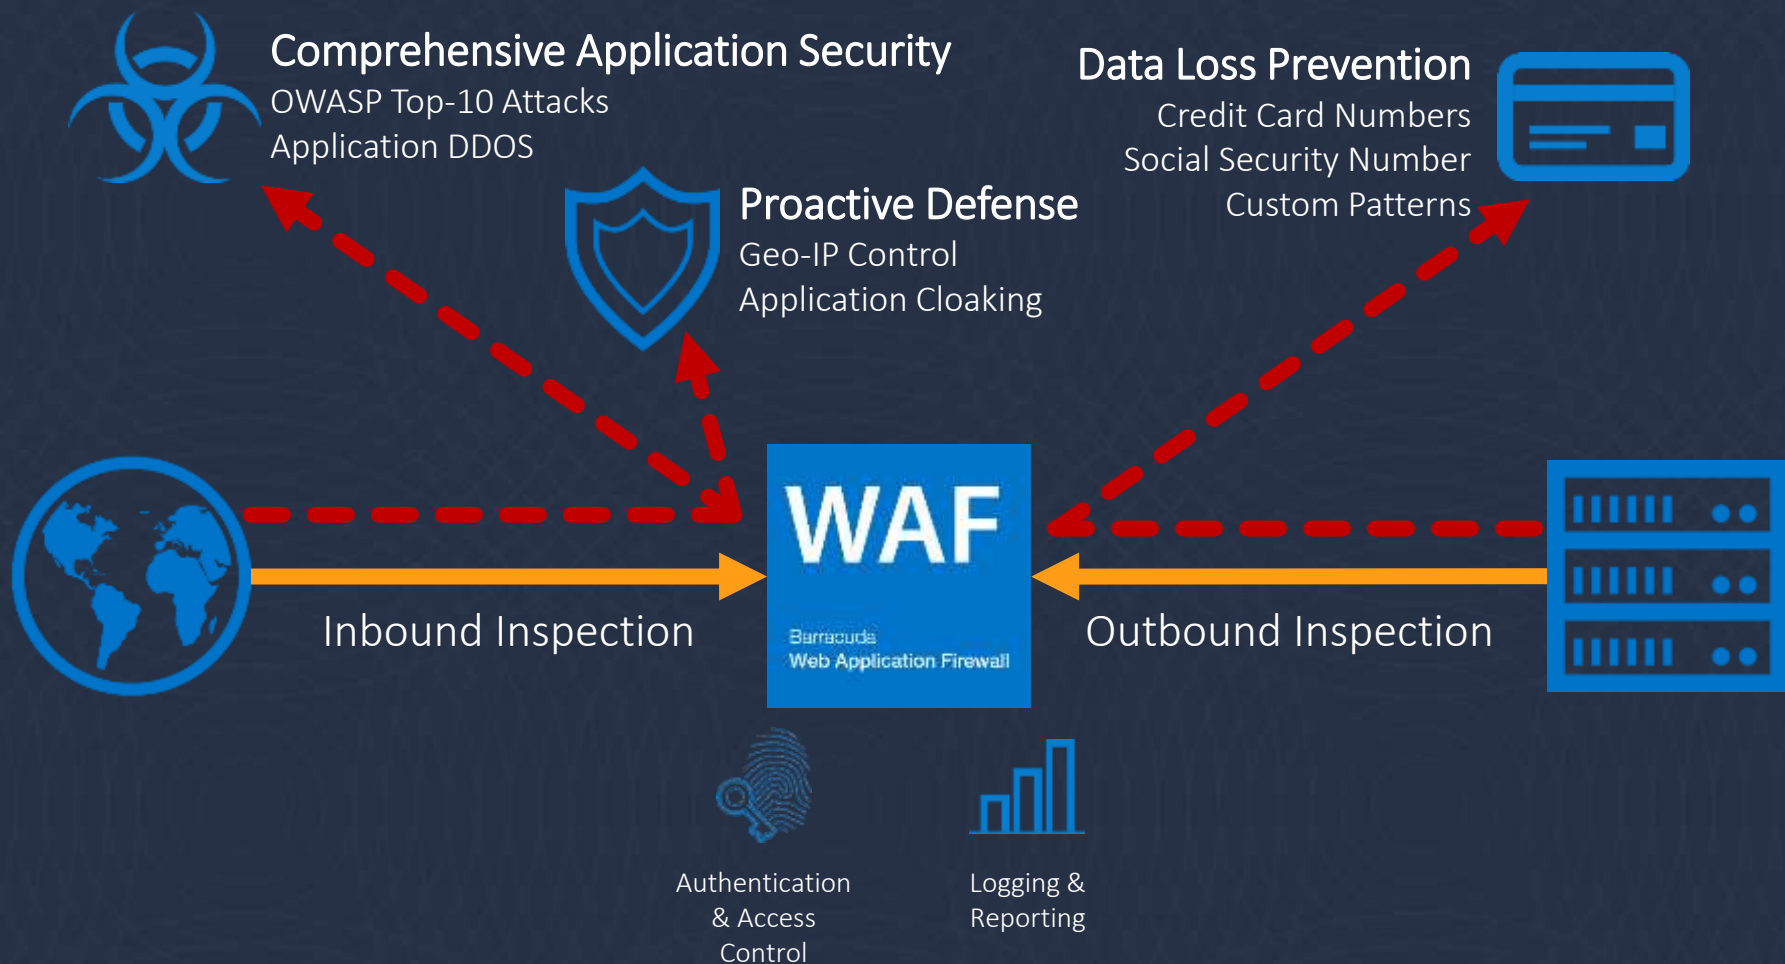 Comprehensive Application Security
OWASP Top-10 Attacks
Application DDOS
Data Loss Prevention
Credit Card Numbers
Social Security Number
Custom Patterns
Proactive Defense
Geo-IP Control
Application Cloaking
WAF
Barracuda
Web Application Firewall
Inbound Inspection
Outbound Inspection
Authentication
& Access
Control
Logging &
Reporting